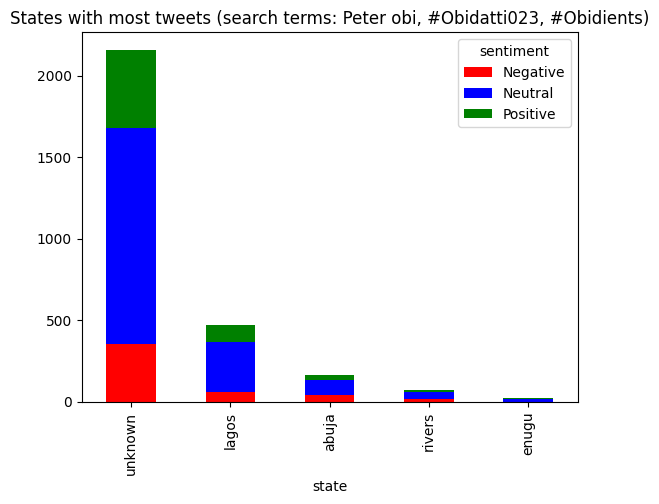 States with most tweets (search terms: Peter obi, #Obidatti023, #Obidients)
sentiment
Negative
Neutral
Positive
2000
1500
1000
500
0
unknown
lagos
abuja
rivers
enugu
state